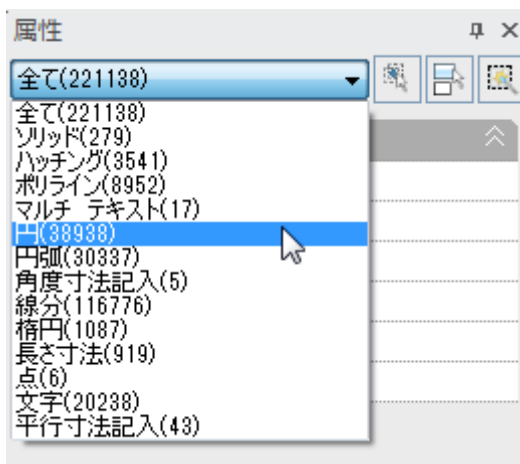 属性
全て(221138)
全て(221138)
ソリッド(279)
ハッチング(3541)
ポリライン(8952)
マルチ テキスト(17)
円(38938)
円弧(30337)
角度寸法記入(5)
線分(116776)
楕円(1087)
長さ寸法(919)
点(6)
文字(20238)
平行寸法記入(43)